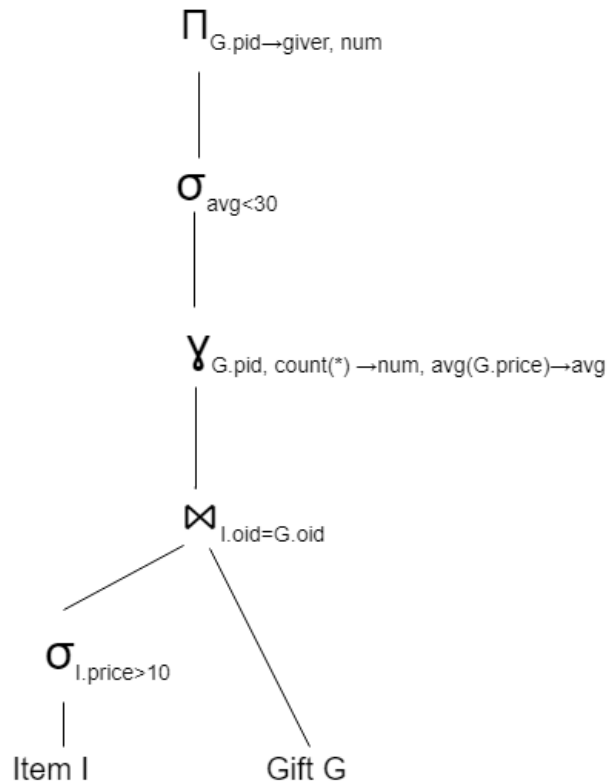 Π G.pid→giver, num
σ avg<30
γ G.pid, count(*) →num, avg(G.price)→avg
⋈ I.oid=G.oid
σ I.price>10
Item I
Gift G